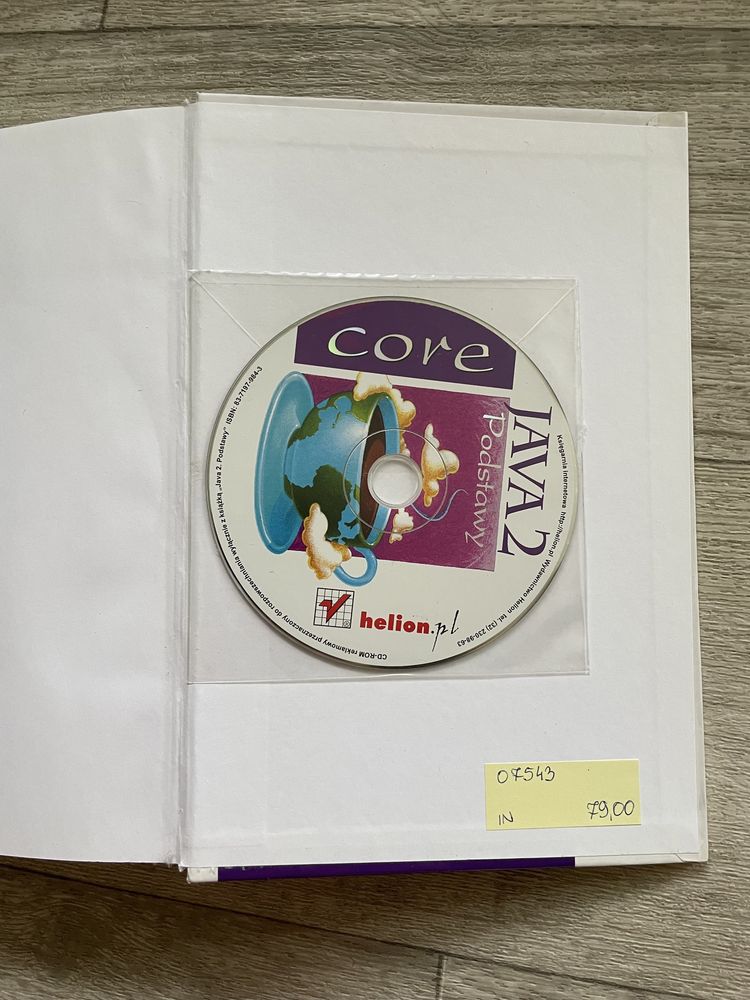 core
JAVA 2
Podstawy
helion.pl
CD-ROM reklamowy przeznaczony do rozpowszechniania wyłącznie z książką „Java 2. Podstawy” ISBN: 83-7197-984-3
Księgarnia internetowa http://helion.pl Wydawnictwo Helion tel. (32) 230-98-63
07543
IN 79,00